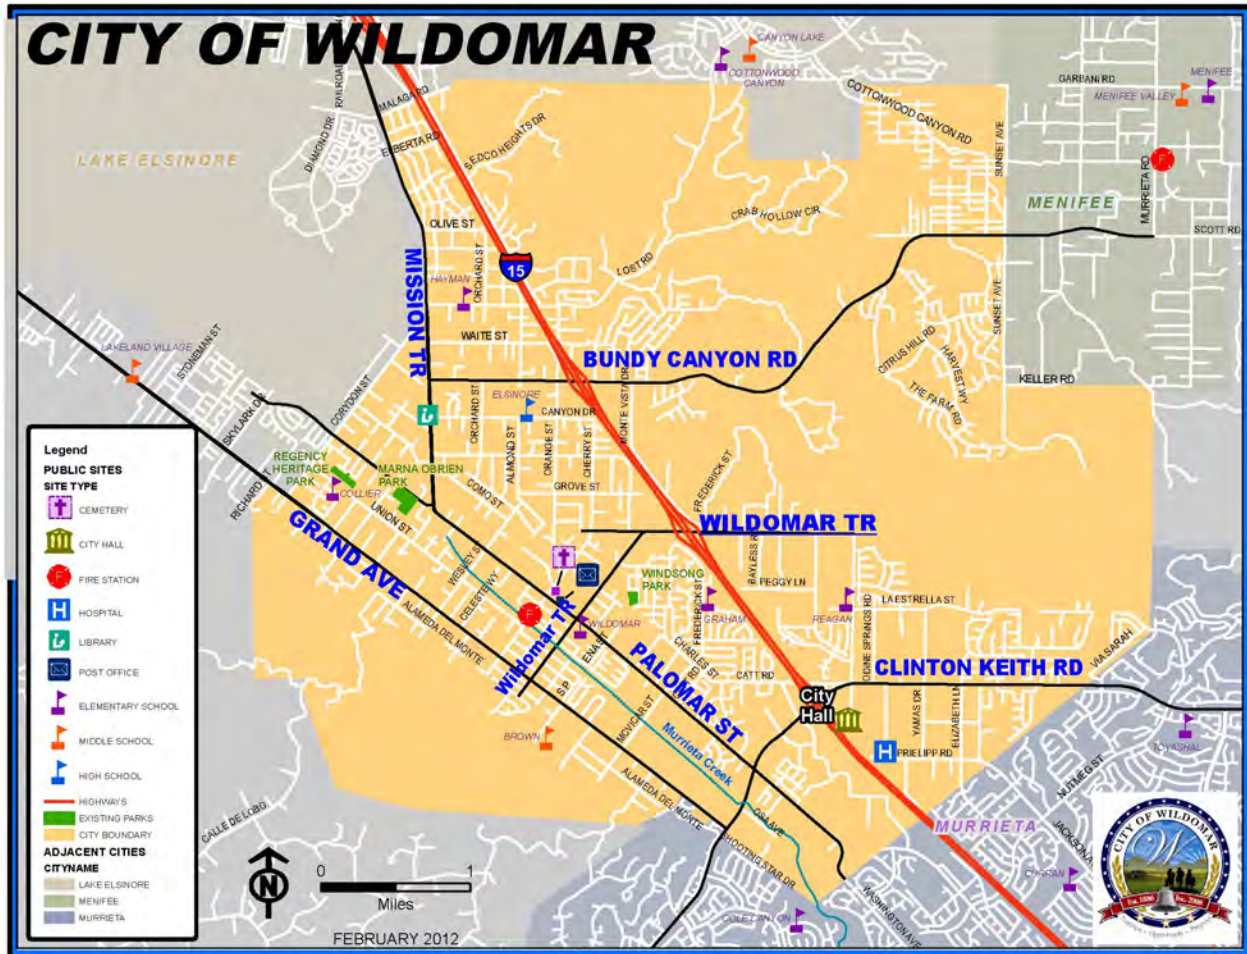 CITY OF WILDOMAR
CANYON LAKE
COTTONWOOD
CANYON
COTTONWOOD CANYON RD
GARBANI RD
MENIFEE
MENIFEE VALLEY
RAILROAD
MALAGA RD
DIAMOND DR
SEDCO HEIGHTS DR
LAKE ELSINORE
SUNSET AVE
MURRIETA RD
F
MENIFEE
CRAB HOLLOW CIR
OLIVE ST
SCOTT RD
LOST RD
15
MISSION TR
HAYMAN
ORCHARD ST
SUNSET AVE
WAITE ST
BUNDY CANYON RD
CITRUS HILL RD
HARVEST WY
THE FARM RD
KELLER RD
LAKELAND VILLAGE
STONEMAN ST
CORYDON ST
SKYLARK DR
ELSINORE
CANYON DR
ORCHARD ST
ALMOND ST
ORANGE ST
CHERRY ST
MONTE VISTA DR
GROVE ST
REGENCY
HERITAGE
PARK
MARNA OBRIEN
PARK
COLLIER
COMO ST
RICHARD ST
UNION ST
FREDERICK ST
WILDOMAR TR
GRAND AVE
WESLEY ST
CELESTE WY
BAYLESS RD
PEGGY LN
WINDSONG
PARK
FREDERICK ST
GRAHAM
REAGAN
LA ESTRELLA ST
ALAMEDA DEL MONTE
F
WILDOMAR
Wildomar TR
ENA ST
CHARLES ST
RD
CATT RD
VIA SARAH
CLINTON KEITH RD
PALOMAR ST
S P
MCVICAR ST
City
Hall
YAMAS DR
ELIZABETH LN
H
PRIELIPP RD
TOYASHAL
NUTMEG ST
BROWN
Murrieta Creek
ALAMEDA DEL MONTE
MURRIETA
CALLE DE LOBO
SHOOTING STAR DR
WASHINGTON AVE
COLE CANYON
CURRAN
Legend
PUBLIC SITES
SITE TYPE
CEMETERY
CITY HALL
F FIRE STATION
H HOSPITAL
LIBRARY
POST OFFICE
ELEMENTARY SCHOOL
MIDDLE SCHOOL
HIGH SCHOOL
HIGHWAYS
EXISTING PARKS
CITY BOUNDARY
ADJACENT CITIES
CITYNAME
LAKE ELSINORE
MENIFEE
MURRIETA
N
0 1
Miles
FEBRUARY 2012
CITY OF WILDOMAR
Est. 1886 Inc. 2008